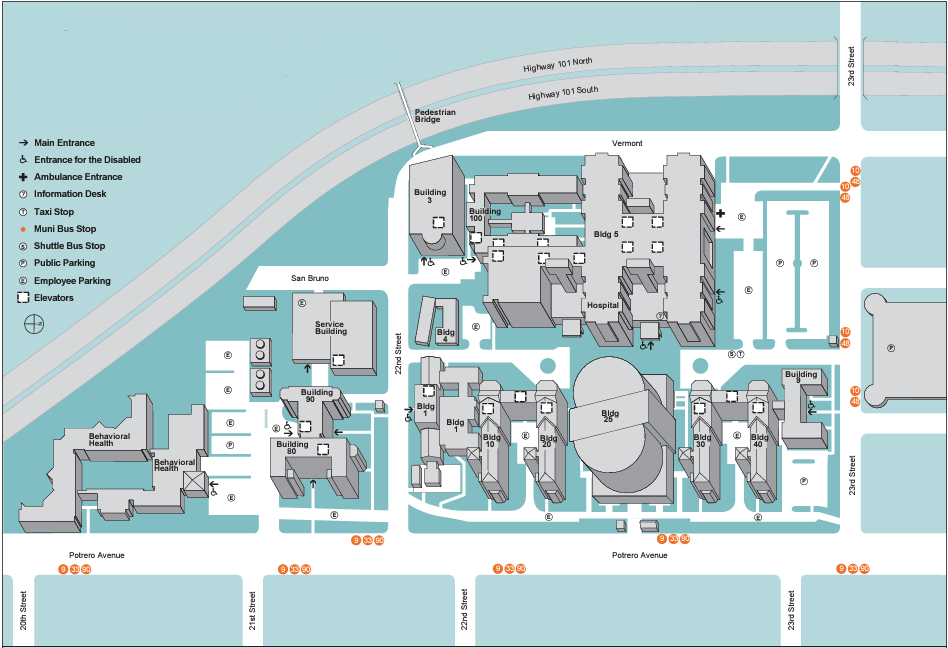 Highway 101 North
Highway 101 South
23rd Street
Pedestrian
Bridge
Vermont
Main Entrance
Entrance for the Disabled
Ambulance Entrance
? Information Desk
T Taxi Stop
Muni Bus Stop
S Shuttle Bus Stop
P Public Parking
E Employee Parking
Elevators
10
48
10
48
Building
3
Building
100
Bldg 5
E
E
P
P
E
San Bruno
E
Service
Building
Hospital
?
Bldg
4
E
22nd Street
10
48
P
S T
E
E
E
P
E
Building
90
E
Building
80
Bldg
1
Bldg
1
Bldg
10
E
Bldg
20
Bldg
25
Bldg
30
E
Bldg
40
Building
9
10
48
Behavioral
Health
Behavioral
Health
P
23rd Street
E
E
E
9 33 90
9 33 90
Potrero Avenue
Potrero Avenue
9 33 90
9 33 90
9 33 90
9 33 90
20th Street
21st Street
22nd Street
23rd Street